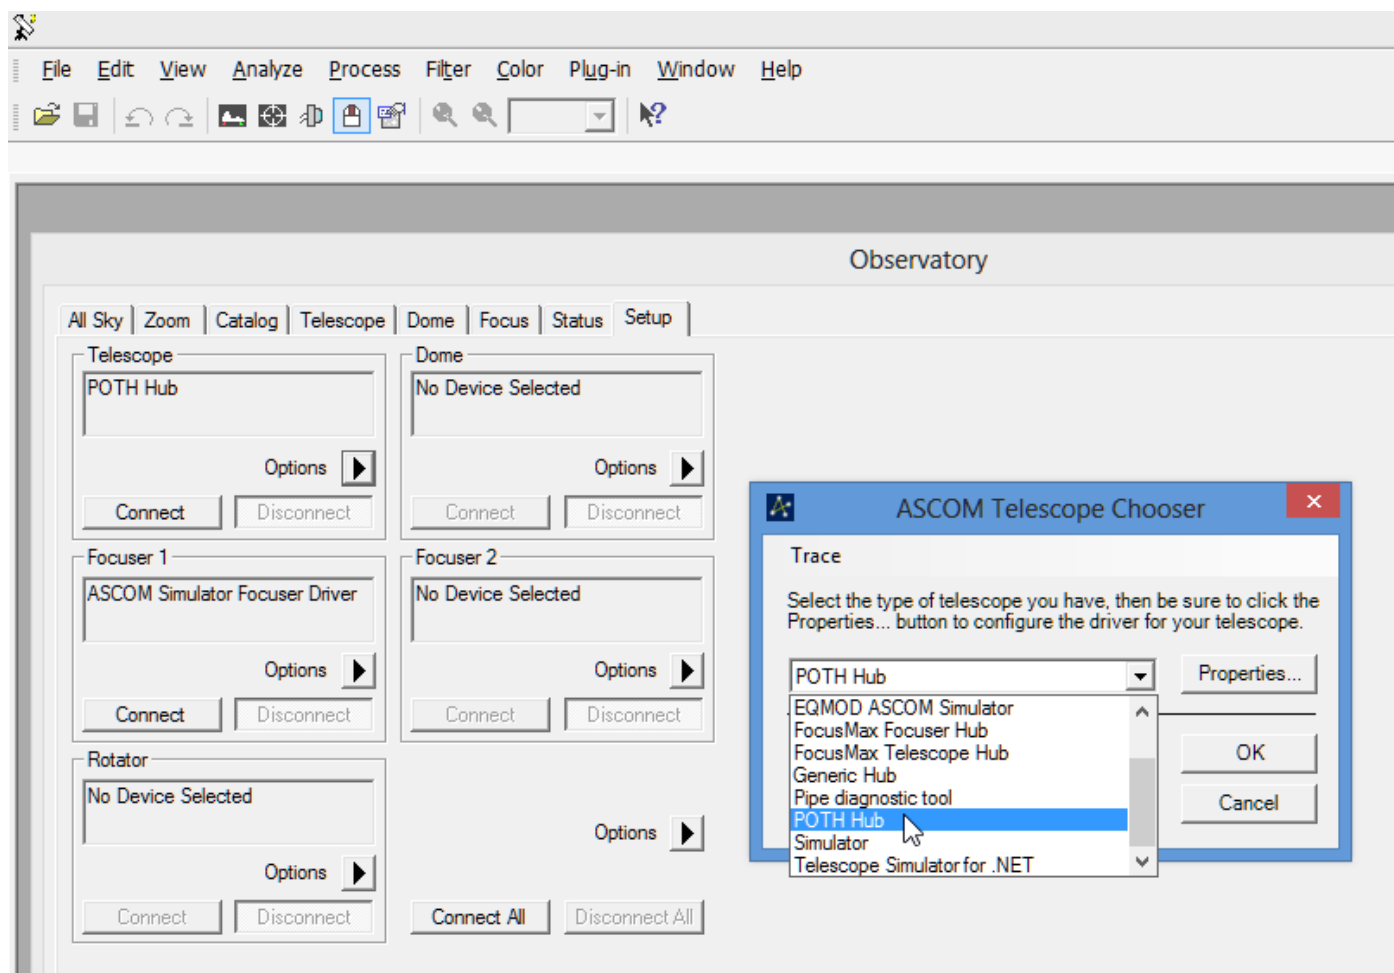 File Edit View Analyze Process Filter Color Plug-in Window Help
Observatory
All Sky Zoom Catalog Telescope Dome Focus Status Setup
Telescope
POTH Hub
Options
Connect Disconnect
Dome
No Device Selected
Options
Connect Disconnect
Focuser 1
ASCOM Simulator Focuser Driver
Options
Connect Disconnect
Focuser 2
No Device Selected
Options
Connect Disconnect
Rotator
No Device Selected
Options
Connect Disconnect
Options
Connect All Disconnect All
ASCOM Telescope Chooser
Trace
Select the type of telescope you have, then be sure to click the
Properties... button to configure the driver for your telescope.
POTH Hub
Properties...
EQMOD ASCOM Simulator
FocusMax Focuser Hub
FocusMax Telescope Hub
Generic Hub
Pipe diagnostic tool
POTH Hub
Simulator
Telescope Simulator for .NET
OK
Cancel